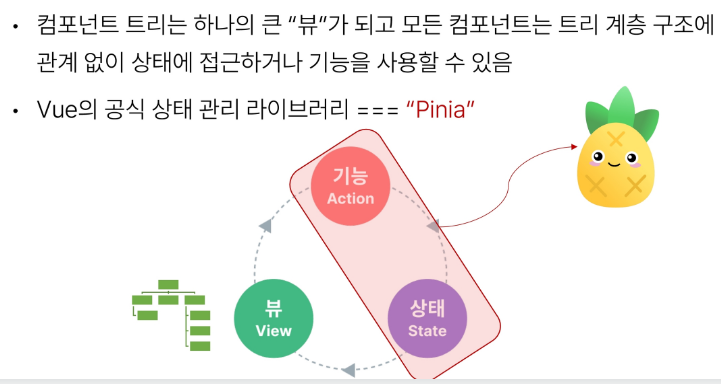 • 컴포넌트 트리는 하나의 큰 “뷰”가 되고 모든 컴포넌트는 트리 계층 구조에
관계 없이 상태에 접근하거나 기능을 사용할 수 있음
• Vue의 공식 상태 관리 라이브러리 === “Pinia”
기능
Action
뷰
View
상태
State